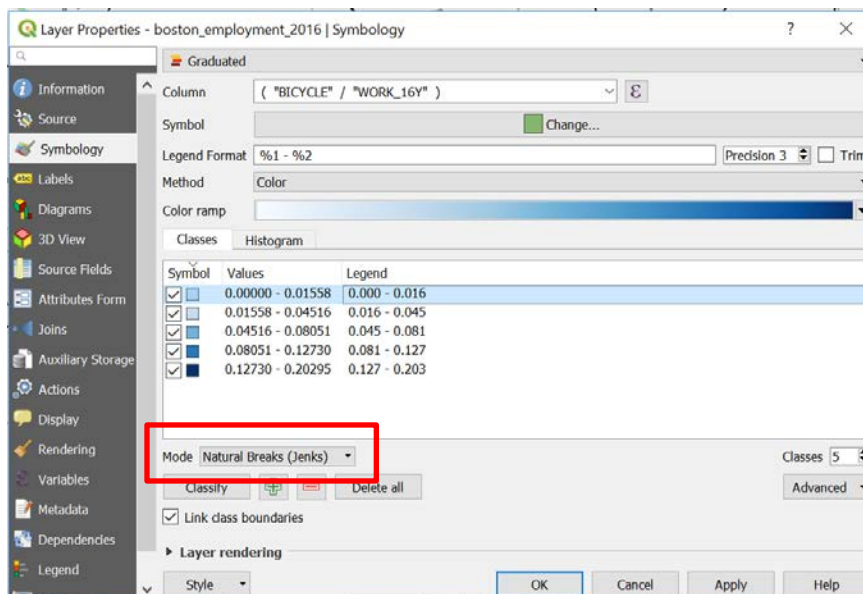 Layer Properties - boston_employment_2016 | Symbology ? ×
Graduated
Information
Source
Symbology
Labels
Diagrams
3D View
Source Fields
Attributes Form
Joins
Auxiliary Storage
Actions
Display
Rendering
Variables
Metadata
Dependencies
Legend
Column ( "BICYCLE" / "WORK_16Y" ) ε
Symbol Change...
Legend Format %1 - %2 Precision 3 Trim
Method Color
Color ramp
Classes Histogram
Symbol Values Legend
0.00000 - 0.01558 0.000 - 0.016
0.01558 - 0.04516 0.016 - 0.045
0.04516 - 0.08051 0.045 - 0.081
0.08051 - 0.12730 0.081 - 0.127
0.12730 - 0.20295 0.127 - 0.203
Mode Natural Breaks (Jenks) Classes 5
Classify Delete all Advanced
Link class boundaries
Layer rendering
Style OK Cancel Apply Help